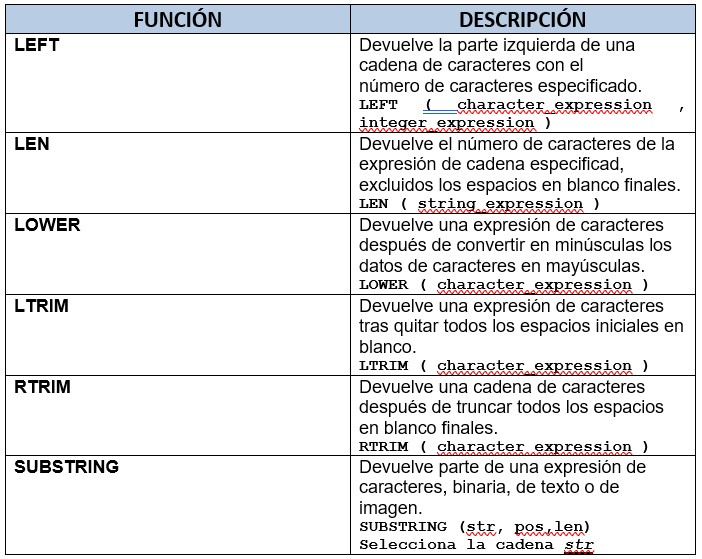 FUNCIÓN DESCRIPCIÓN
LEFT Devuelve la parte izquierda de una
cadena de caracteres con el
número de caracteres especificado.
LEFT ( character_expression ,
integer_expression )
LEN Devuelve el número de caracteres de la
expresión de cadena especificad,
excluidos los espacios en blanco finales.
LEN ( string_expression )
LOWER Devuelve una expresión de caracteres
después de convertir en minúsculas los
datos de caracteres en mayúsculas.
LOWER ( character_expression )
LTRIM Devuelve una expresión de caracteres
tras quitar todos los espacios iniciales en
blanco.
LTRIM ( character_expression )
RTRIM Devuelve una cadena de caracteres
después de truncar todos los espacios
en blanco finales.
RTRIM ( character_expression )
SUBSTRING Devuelve parte de una expresión de
caracteres, binaria, de texto o de
imagen.
SUBSTRING (str, pos,len)
Selecciona la cadena str